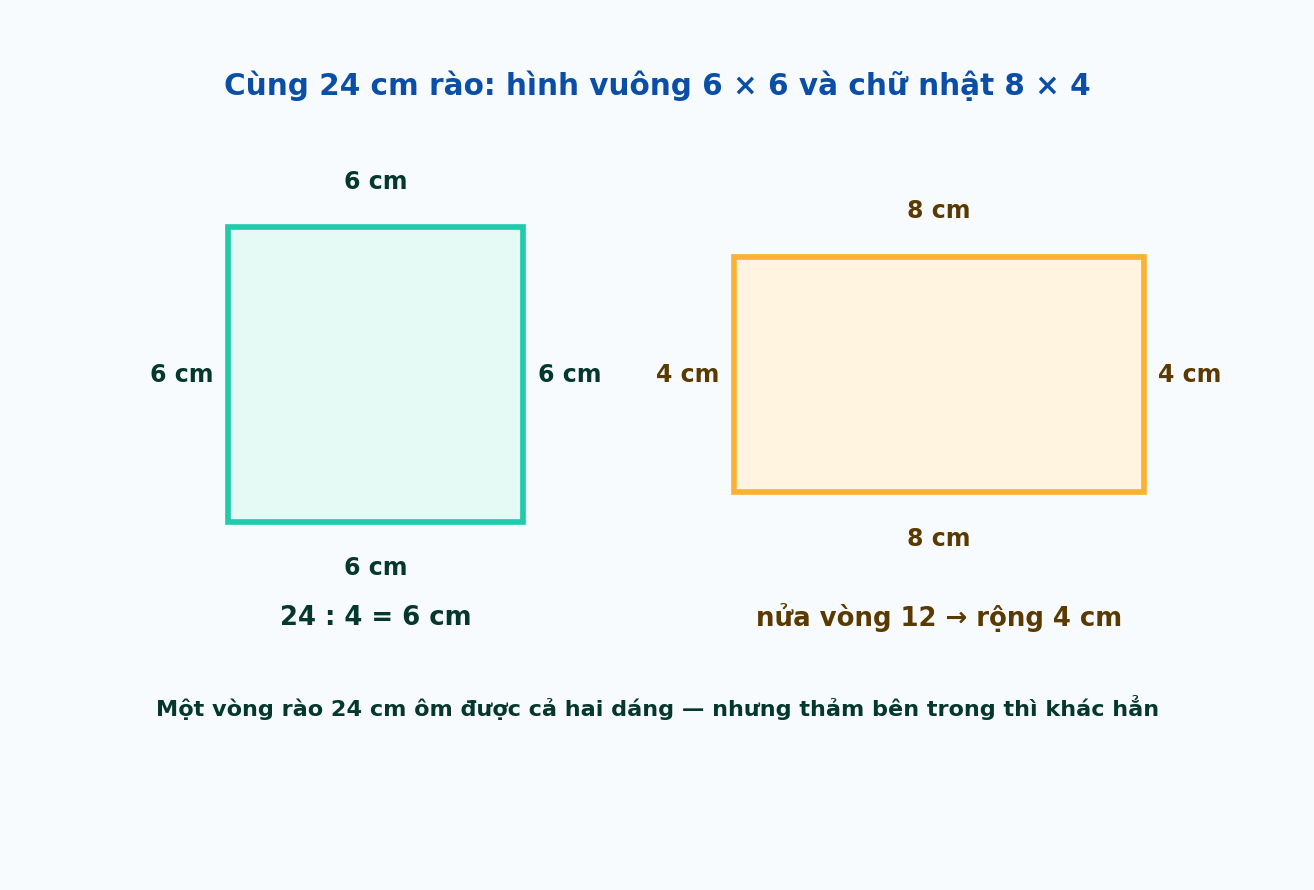 Cùng 24 cm rào: hình vuông 6 × 6 và chữ nhật 8 × 4
6 cm
8 cm
6 cm
6 cm
4 cm
4 cm
8 cm
6 cm
24 : 4 = 6 cm
nửa vòng 12 → rộng 4 cm
Một vòng rào 24 cm ôm được cả hai dáng — nhưng thảm bên trong thì khác hẳn